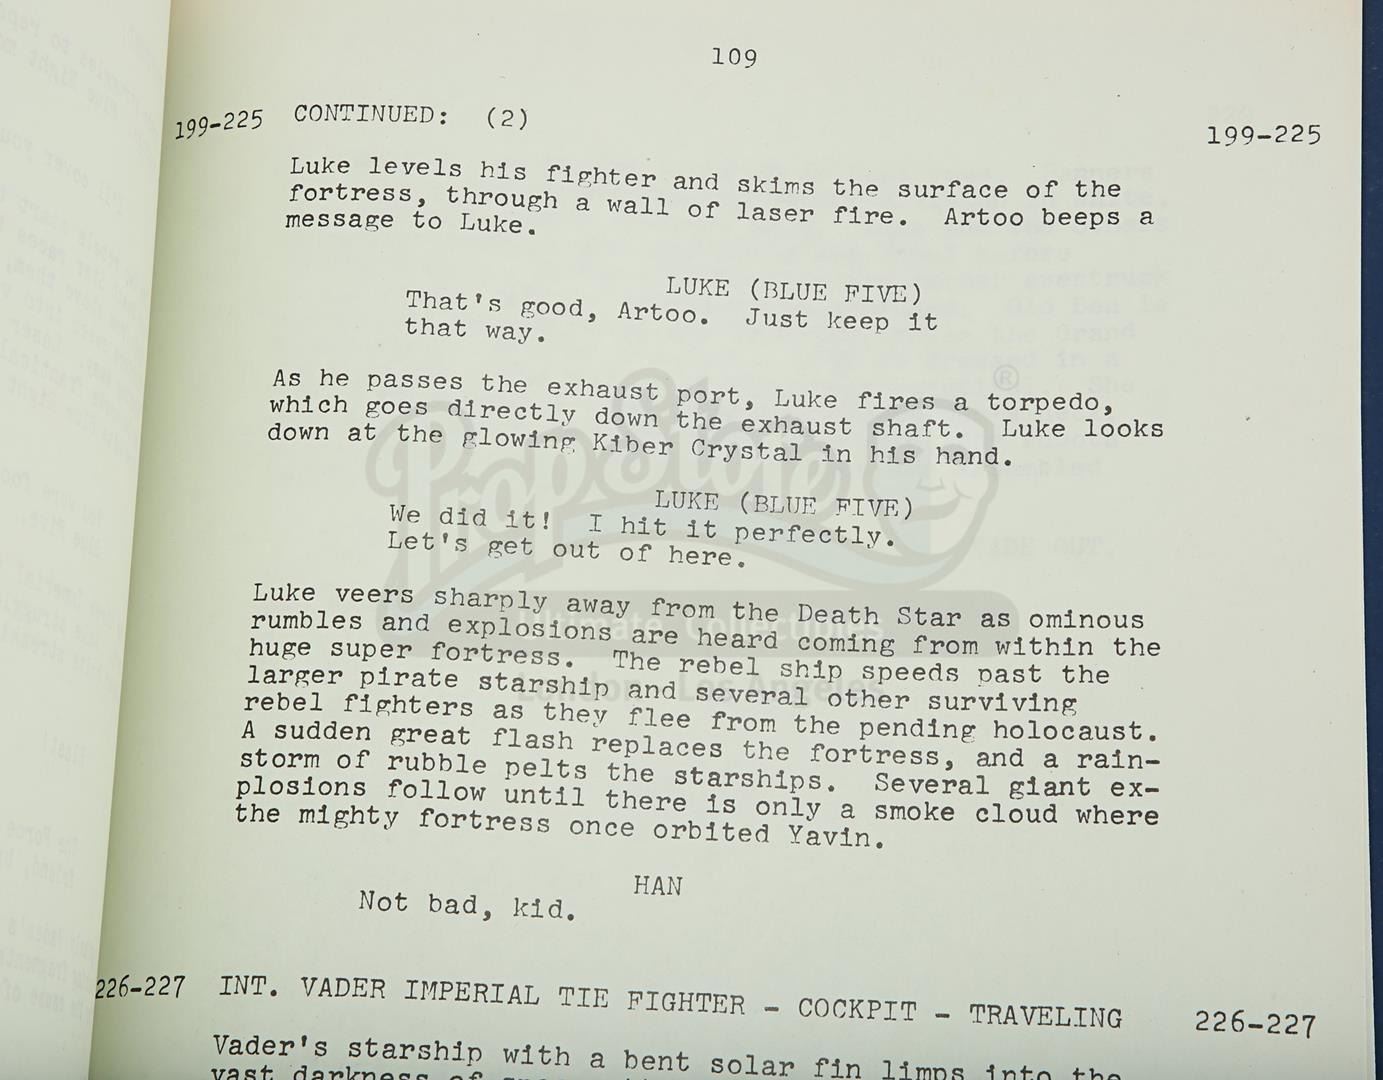 109
199-225 CONTINUED: (2) 199-225
Luke levels his fighter and skims the surface of the
fortress, through a wall of laser fire. Artoo beeps a
message to Luke.
LUKE (BLUE FIVE)
That's good, Artoo. Just keep it
that way.
As he passes the exhaust port, Luke fires a torpedo,
which goes directly down the exhaust shaft. Luke looks
down at the glowing Kiber Crystal in his hand.
LUKE (BLUE FIVE)
We did it! I hit it perfectly.
Let's get out of here.
Luke veers sharply away from the Death Star as ominous
rumbles and explosions are heard coming from within the
huge super fortress. The rebel ship speeds past the
larger pirate starship and several other surviving
rebel fighters as they flee from the pending holocaust.
A sudden great flash replaces the fortress, and a rain-
storm of rubble pelts the starships. Several giant ex-
plosions follow until there is only a smoke cloud where
the mighty fortress once orbited Yavin.
HAN
Not bad, kid.
226-227 INT. VADER IMPERIAL TIE FIGHTER - COCKPIT - TRAVELING 226-227
Vader's starship with a bent solar fin limps into the
vast darkness of
PropStore®
Ultimate Collectibles
London Los Angeles